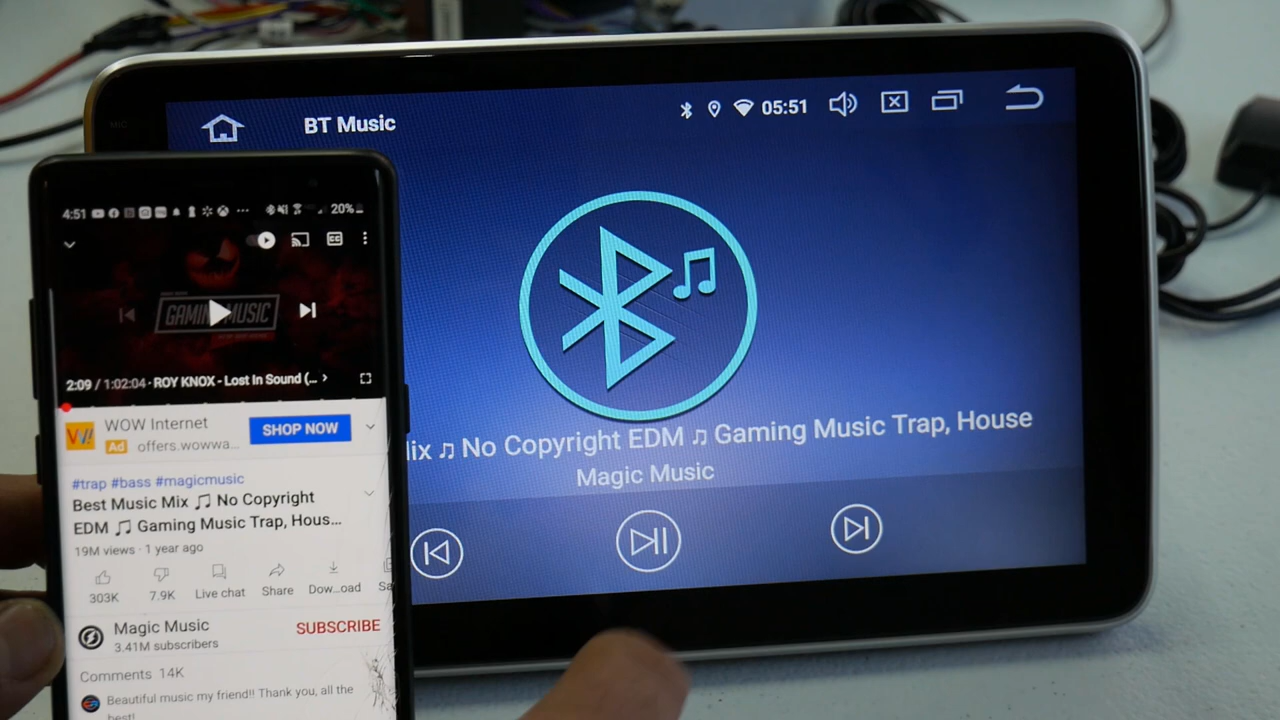 MIC
BT Music
05:51
4:51
20%
GAMING MUSIC
2:09 / 1:02:04 · ROY KNOX - Lost In Sound (...
WOW Internet
Ad offers.wowwa...
SHOP NOW
#trap #bass #magicmusic
Best Music Mix 🎵 No Copyright
EDM 🎵 Gaming Music Trap, Hous...
19M views · 1 year ago
303K
7.9K
Live chat
Share
Dow...oad
Sa
Magic Music
3.41M subscribers
SUBSCRIBE
Comments 14K
Beautiful music my friend!! Thank you, all the
best!
ix ♫ No Copyright EDM ♫ Gaming Music Trap, House
Magic Music